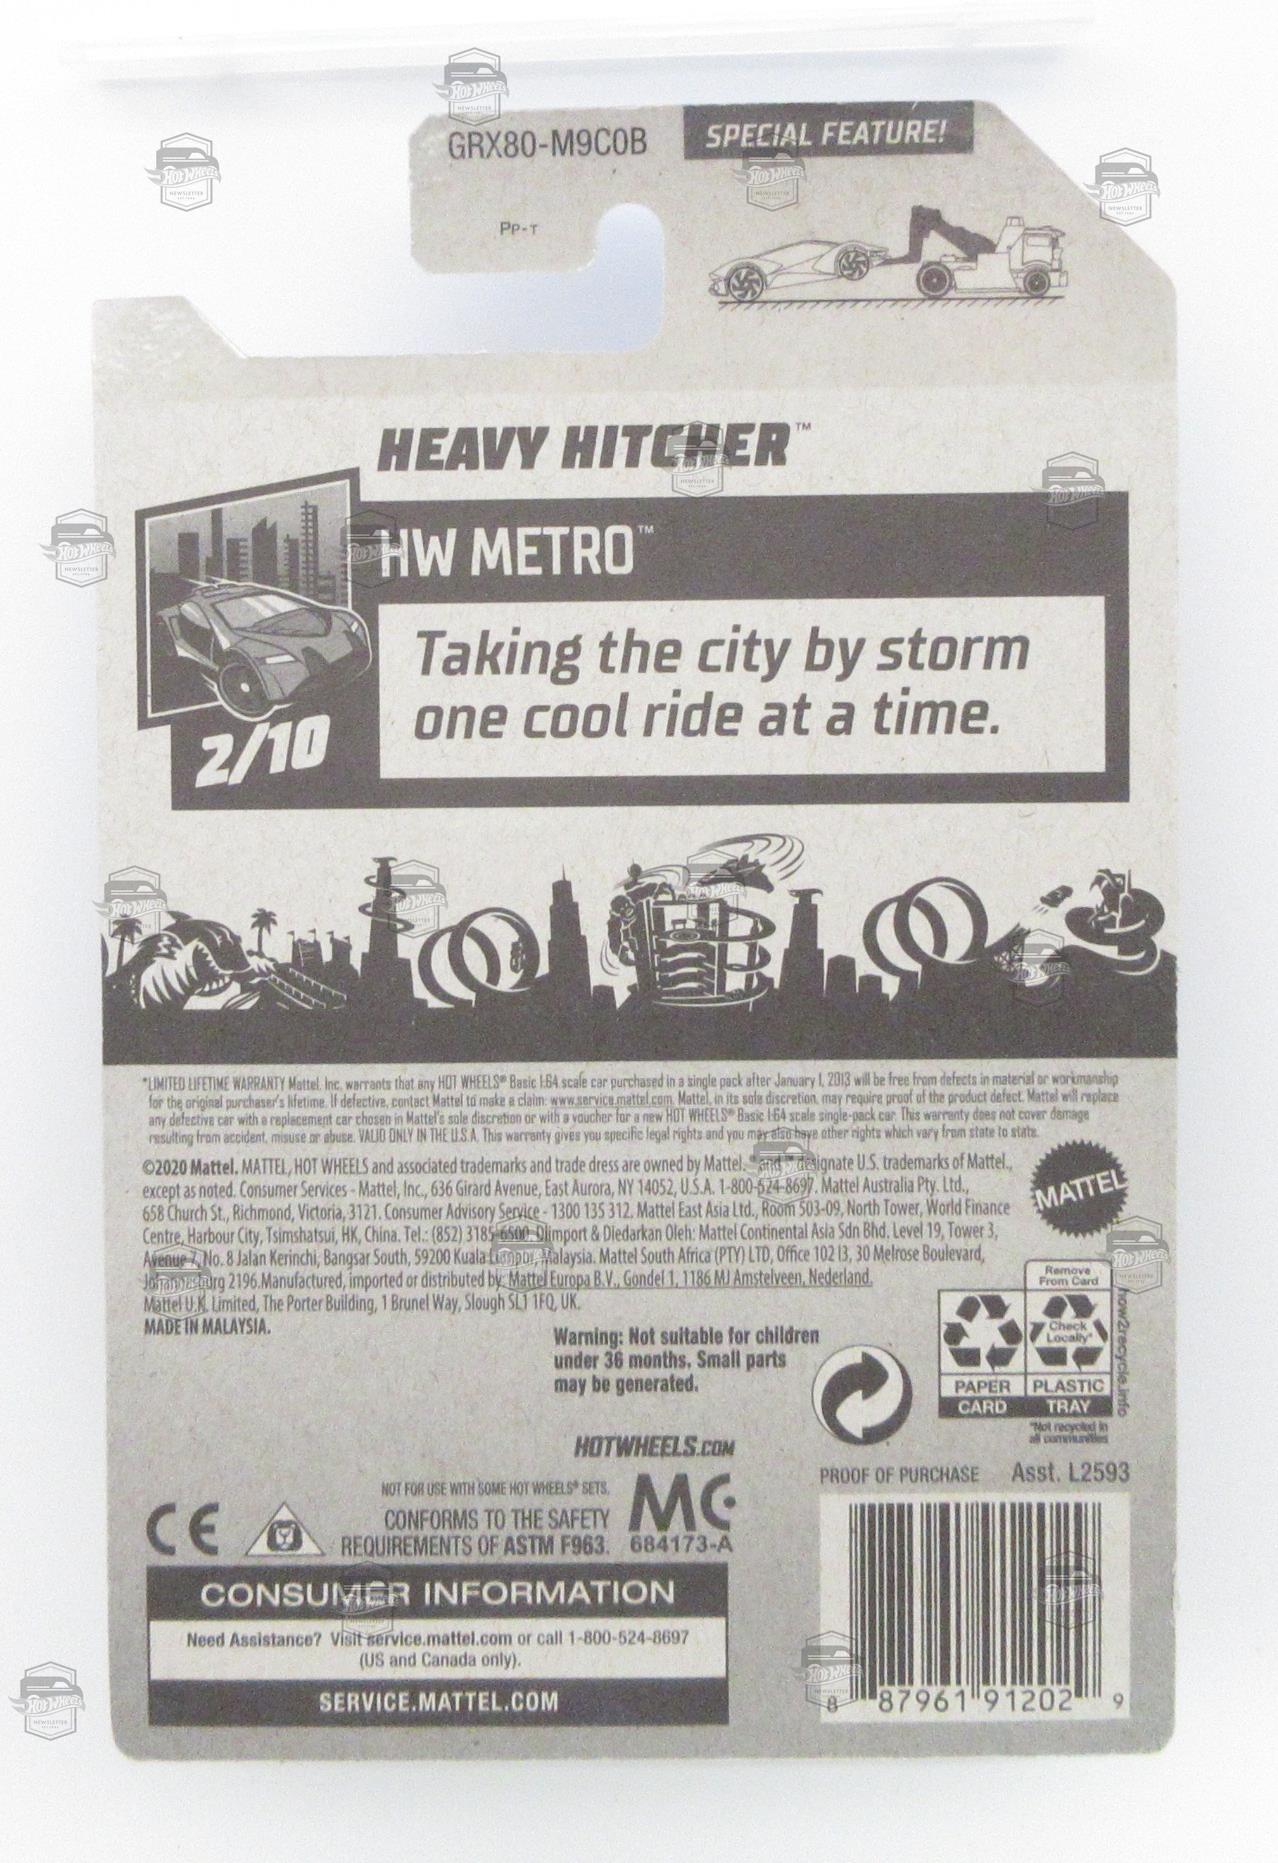 GRX80-M9C0B
SPECIAL FEATURE!
PP-T
HEAVY HITCHER™
HW METRO™
Taking the city by storm
one cool ride at a time.
2/10
*LIMITED LIFETIME WARRANTY Mattel, Inc. warrants that any HOT WHEELS® Basic 1:64 scale car purchased in a single pack after January 1, 2013 will be free from defects in material or workmanship
for the original purchaser's lifetime. If defective, contact Mattel to make a claim: www.service.mattel.com. Mattel, in its sole discretion, may require proof of the product defect. Mattel will replace
any defective car with a replacement car chosen in Mattel's sole discretion or with a voucher for a new HOT WHEELS® Basic 1:64 scale single-pack car. This warranty does not cover damage
resulting from accident, misuse or abuse. VALID ONLY IN THE U.S.A. This warranty gives you specific legal rights and you may also have other rights which vary from state to state.
©2020 Mattel. MATTEL, HOT WHEELS and associated trademarks and trade dress are owned by Mattel. ® and ™ designate U.S. trademarks of Mattel.,
except as noted. Consumer Services - Mattel, Inc., 636 Girard Avenue, East Aurora, NY 14052, U.S.A. 1-800-524-8697. Mattel Australia Pty. Ltd.,
658 Church St., Richmond, Victoria, 3121. Consumer Advisory Service - 1300 135 312. Mattel East Asia Ltd., Room 503-09, North Tower, World Finance
Centre, Harbour City, Tsimshatsui, HK, China. Tel.: (852) 3185-6500. Diimport & Diedarkan Oleh: Mattel Continental Asia Sdn Bhd. Level 19, Tower 3,
Avenue 7, No. 8 Jalan Kerinchi, Bangsar South, 59200 Kuala Lumpur, Malaysia. Mattel South Africa (PTY) LTD, Office 102 I3, 30 Melrose Boulevard,
Johannesburg 2196.Manufactured, imported or distributed by: Mattel Europa B.V., Gondel 1, 1186 MJ Amstelveen, Nederland.
Mattel U.K. Limited, The Porter Building, 1 Brunel Way, Slough SL1 1FQ, UK.
MADE IN MALAYSIA.
MATTEL
Warning: Not suitable for children
under 36 months. Small parts
may be generated.
Remove
From Card
Check
Locally*
PAPER PLASTIC
CARD TRAY
*Not recycled in
all communities
how2recycle.info
HOTWHEELS.COM
PROOF OF PURCHASE Asst. L2593
NOT FOR USE WITH SOME HOT WHEELS® SETS.
CONFORMS TO THE SAFETY
REQUIREMENTS OF ASTM F963.
MC
684173-A
CE
CONSUMER INFORMATION
Need Assistance? Visit service.mattel.com or call 1-800-524-8697
(US and Canada only).
SERVICE.MATTEL.COM
8 87961 91202 9
Hot Wheels
NEWSLETTER